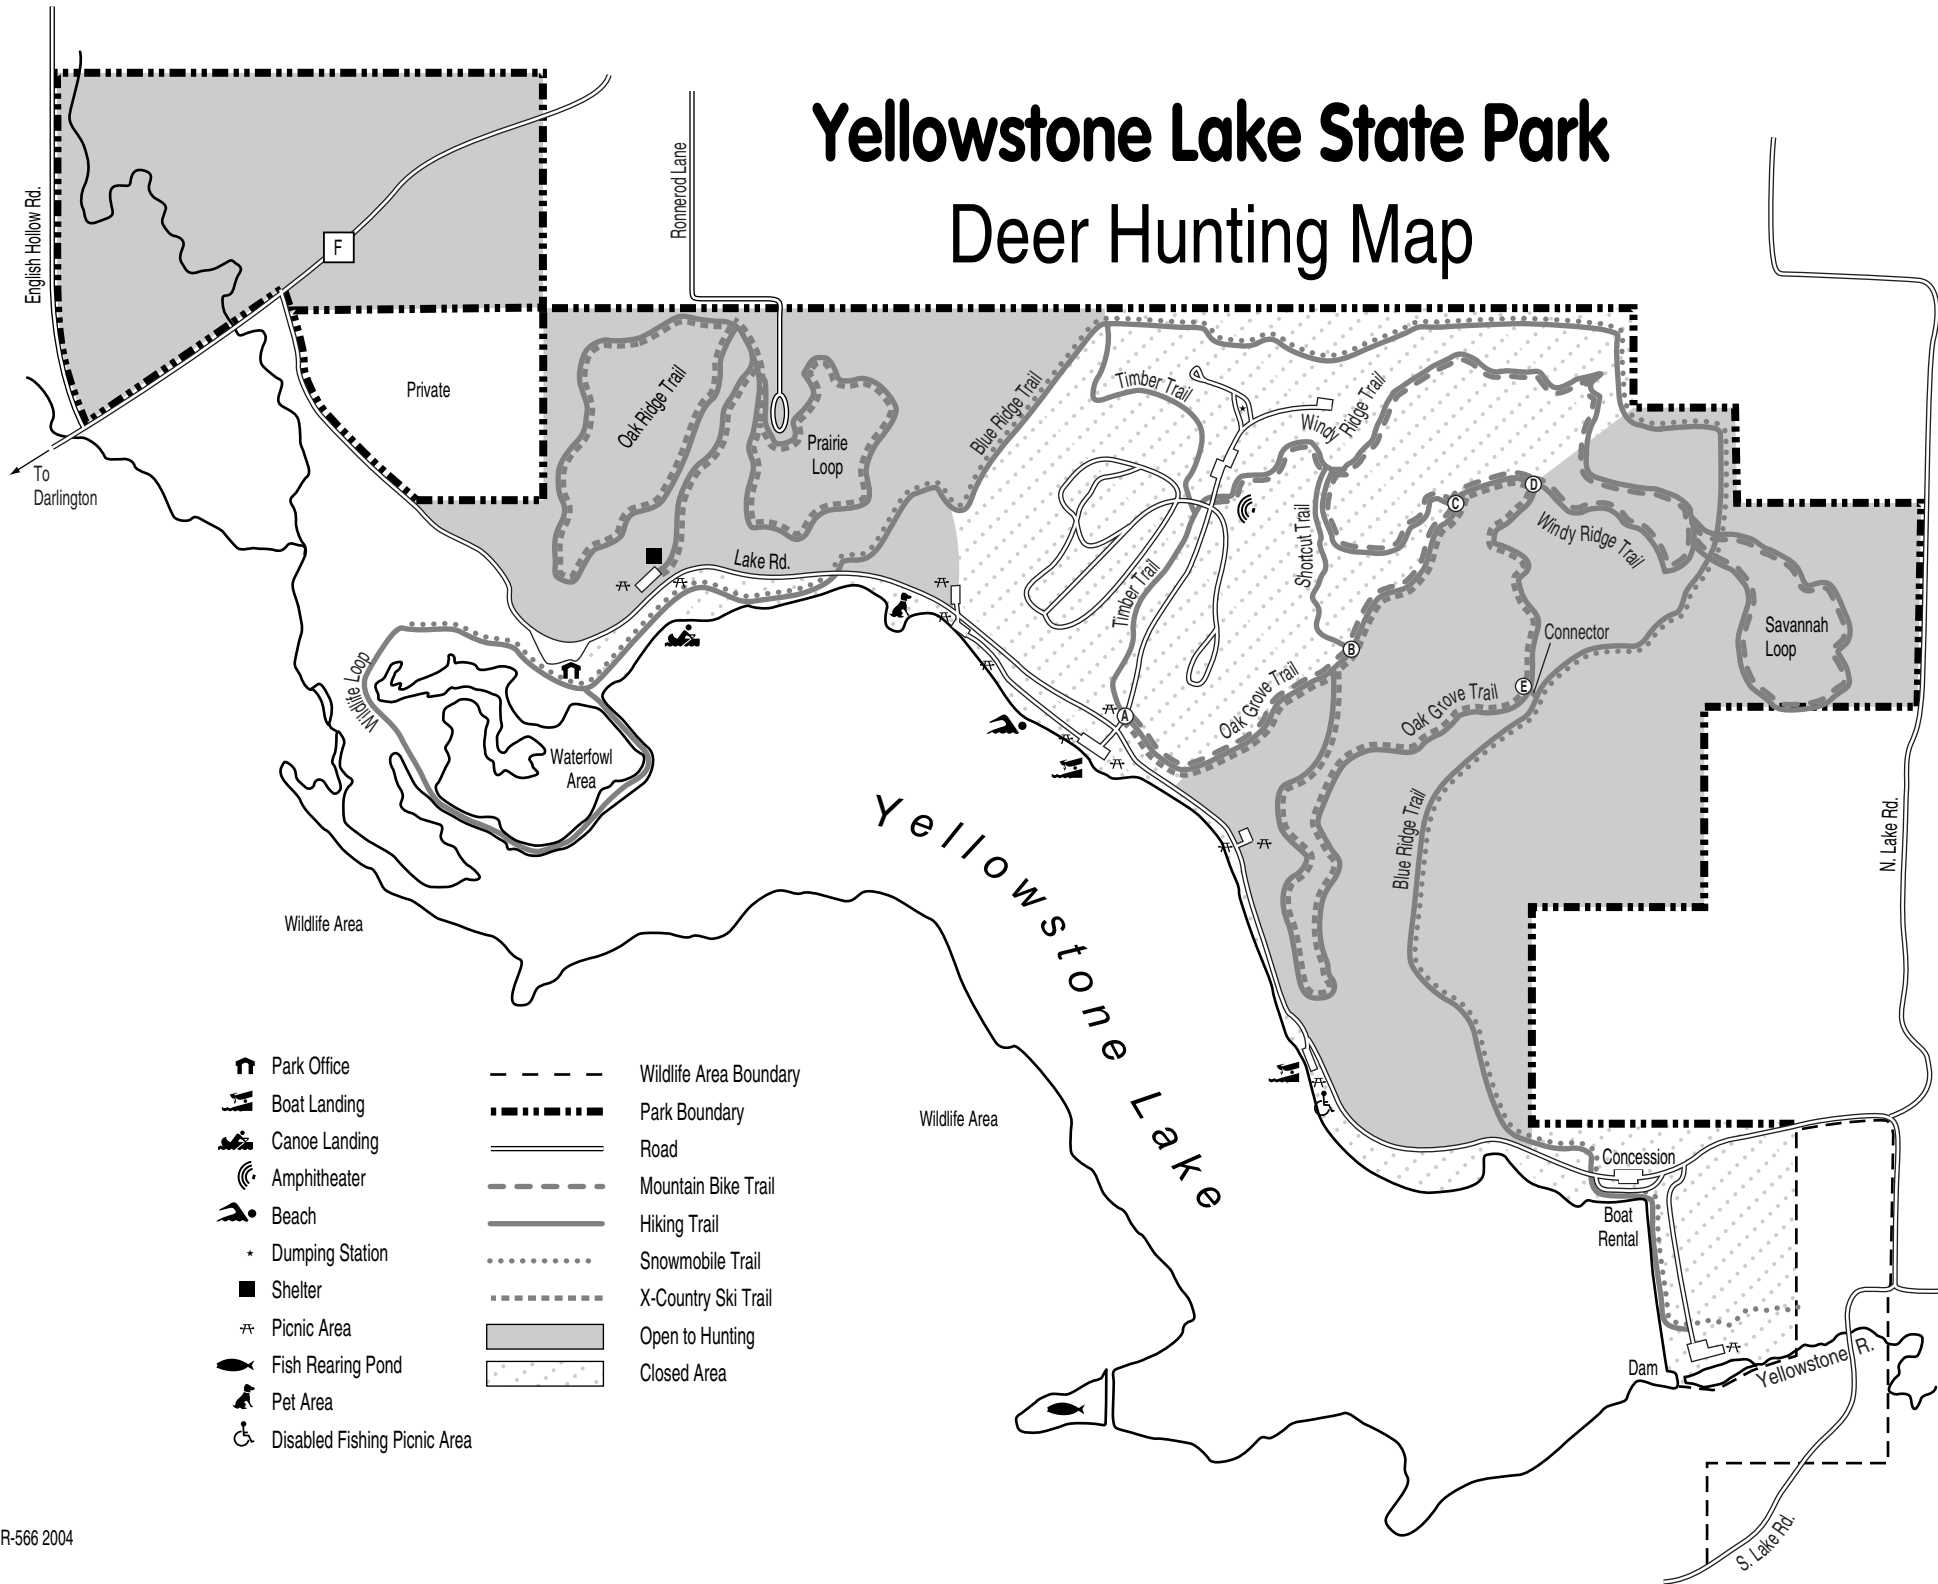 Yellowstone Lake State Park
Deer Hunting Map
English Hollow Rd.
F
Ronnerod Lane
To
Darlington
Private
Oak Ridge Trail
Prairie
Loop
Blue Ridge Trail
Timber Trail
Windy Ridge Trail
Shortcut Trail
C
D
Windy Ridge Trail
Lake Rd.
Timber Trail
Connector
Savannah
Loop
B
E
A
Oak Grove Trail
Oak Grove Trail
Wildlife Loop
Waterfowl
Area
Blue Ridge Trail
N. Lake Rd.
Yellowstone Lake
Wildlife Area
Wildlife Area
Concession
Boat
Rental
Dam
Yellowstone R.
S. Lake Rd.
Park Office
Boat Landing
Canoe Landing
Amphitheater
Beach
Dumping Station
Shelter
Picnic Area
Fish Rearing Pond
Pet Area
Disabled Fishing Picnic Area
Wildlife Area Boundary
Park Boundary
Road
Mountain Bike Trail
Hiking Trail
Snowmobile Trail
X-Country Ski Trail
Open to Hunting
Closed Area
R-566 2004